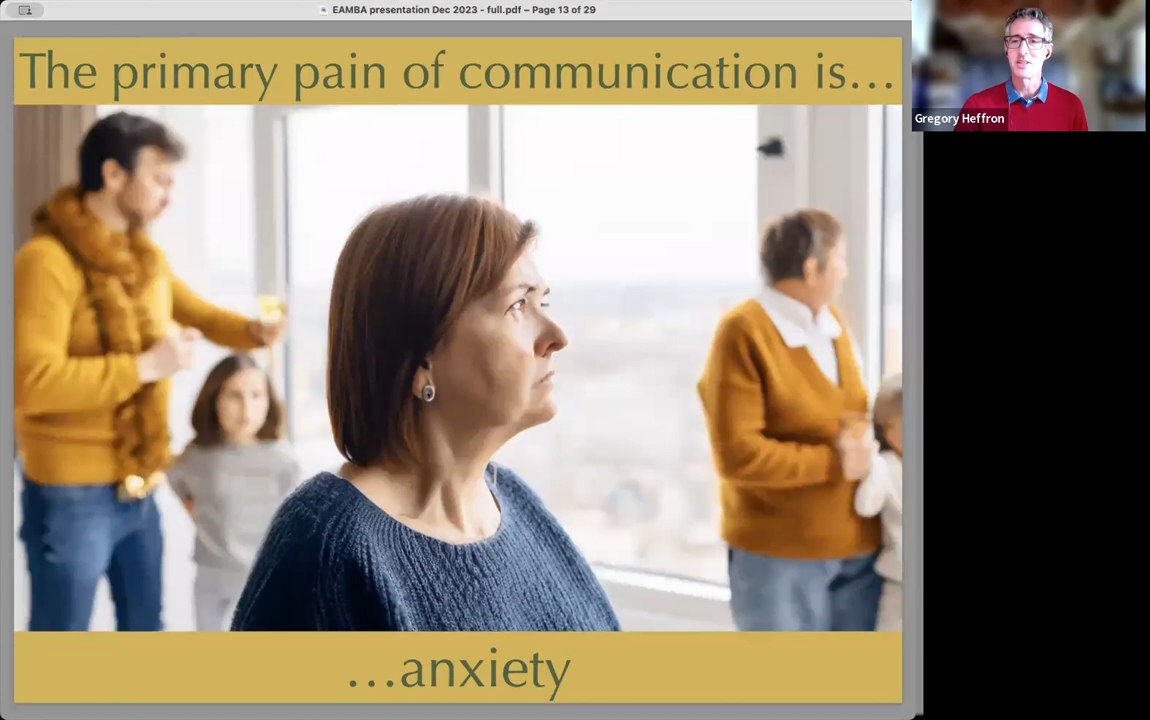 EAMBA presentation Dec 2023 - full.pdf – Page 13 of 29
The primary pain of communication is…
Gregory Heffron
…anxiety